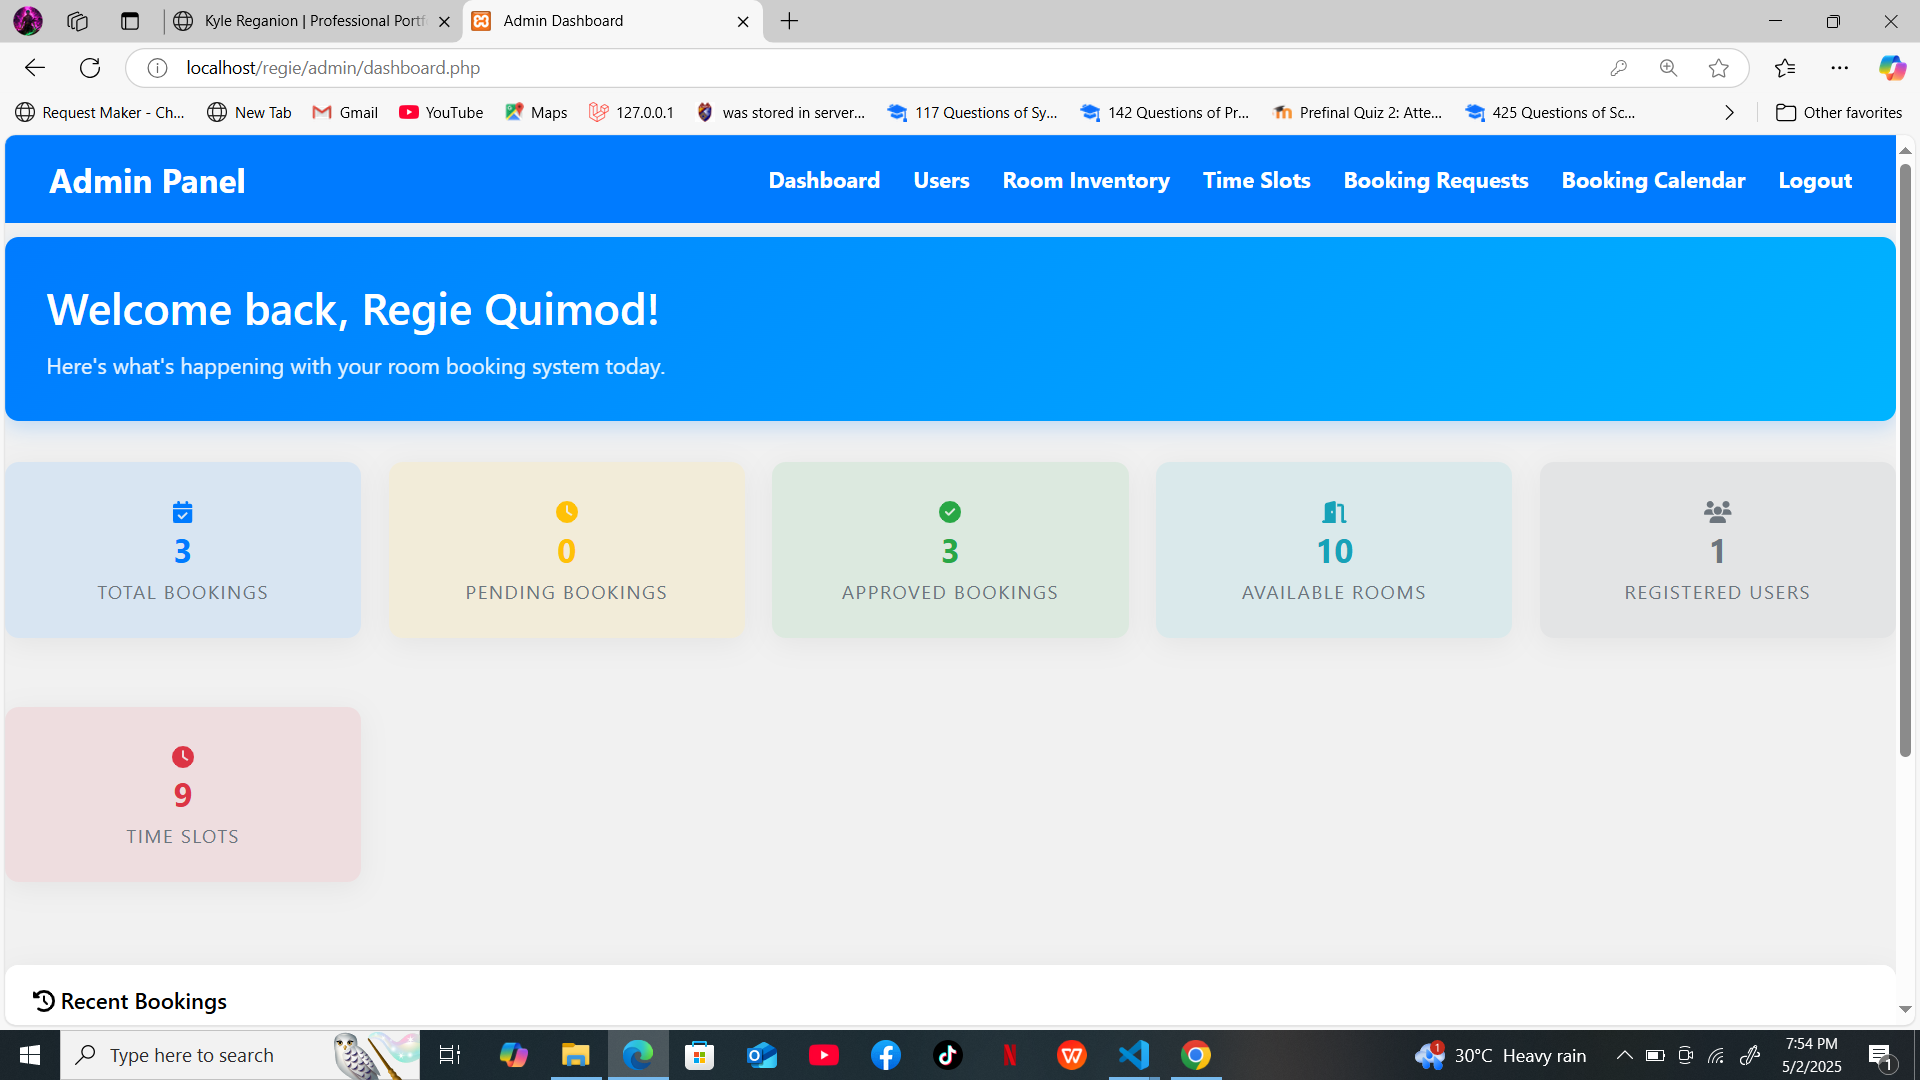 Kyle Reganion | Professional Portf
Admin Dashboard
localhost/regie/admin/dashboard.php
Request Maker - Ch...
New Tab
Gmail
YouTube
Maps
127.0.0.1
was stored in server...
117 Questions of Sy...
142 Questions of Pr...
Prefinal Quiz 2: Atte...
425 Questions of Sc...
Other favorites
Admin Panel
Dashboard
Users
Room Inventory
Time Slots
Booking Requests
Booking Calendar
Logout
Welcome back, Regie Quimod!
Here's what's happening with your room booking system today.
3
TOTAL BOOKINGS
0
PENDING BOOKINGS
3
APPROVED BOOKINGS
10
AVAILABLE ROOMS
1
REGISTERED USERS
9
TIME SLOTS
Recent Bookings
Type here to search
1
30°C Heavy rain
7:54 PM
5/2/2025
1